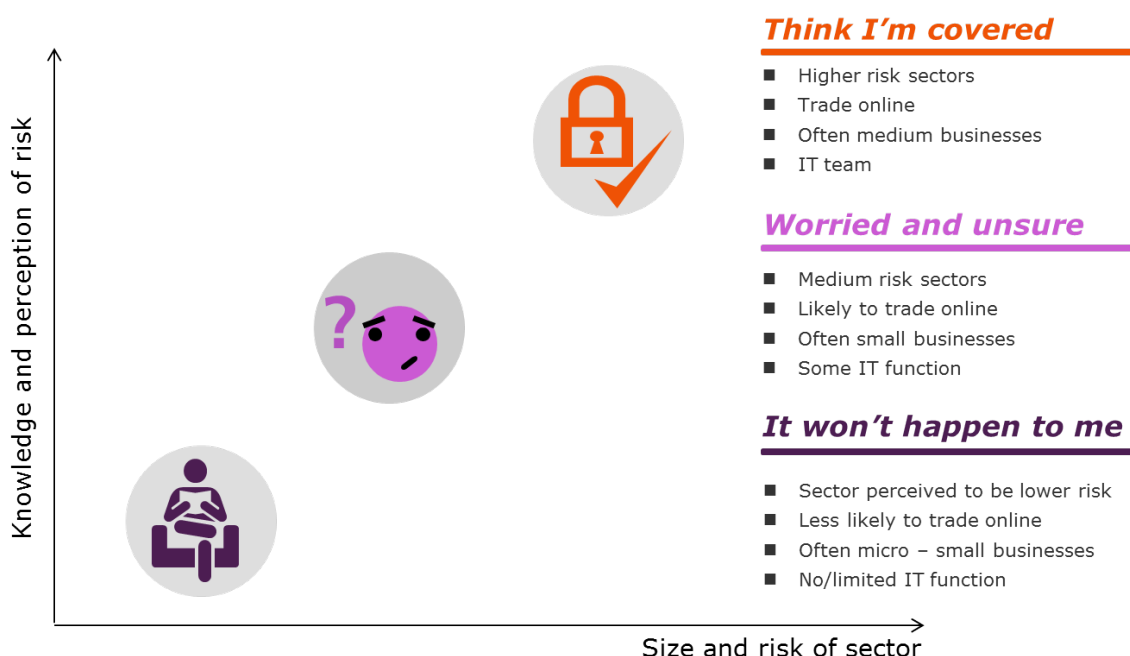 Think I'm covered
■ Higher risk sectors
■ Trade online
■ Often medium businesses
■ IT team
Worried and unsure
■ Medium risk sectors
■ Likely to trade online
■ Often small businesses
■ Some IT function
It won't happen to me
■ Sector perceived to be lower risk
■ Less likely to trade online
■ Often micro – small businesses
■ No/limited IT function
Knowledge and perception of risk
?
Size and risk of sector